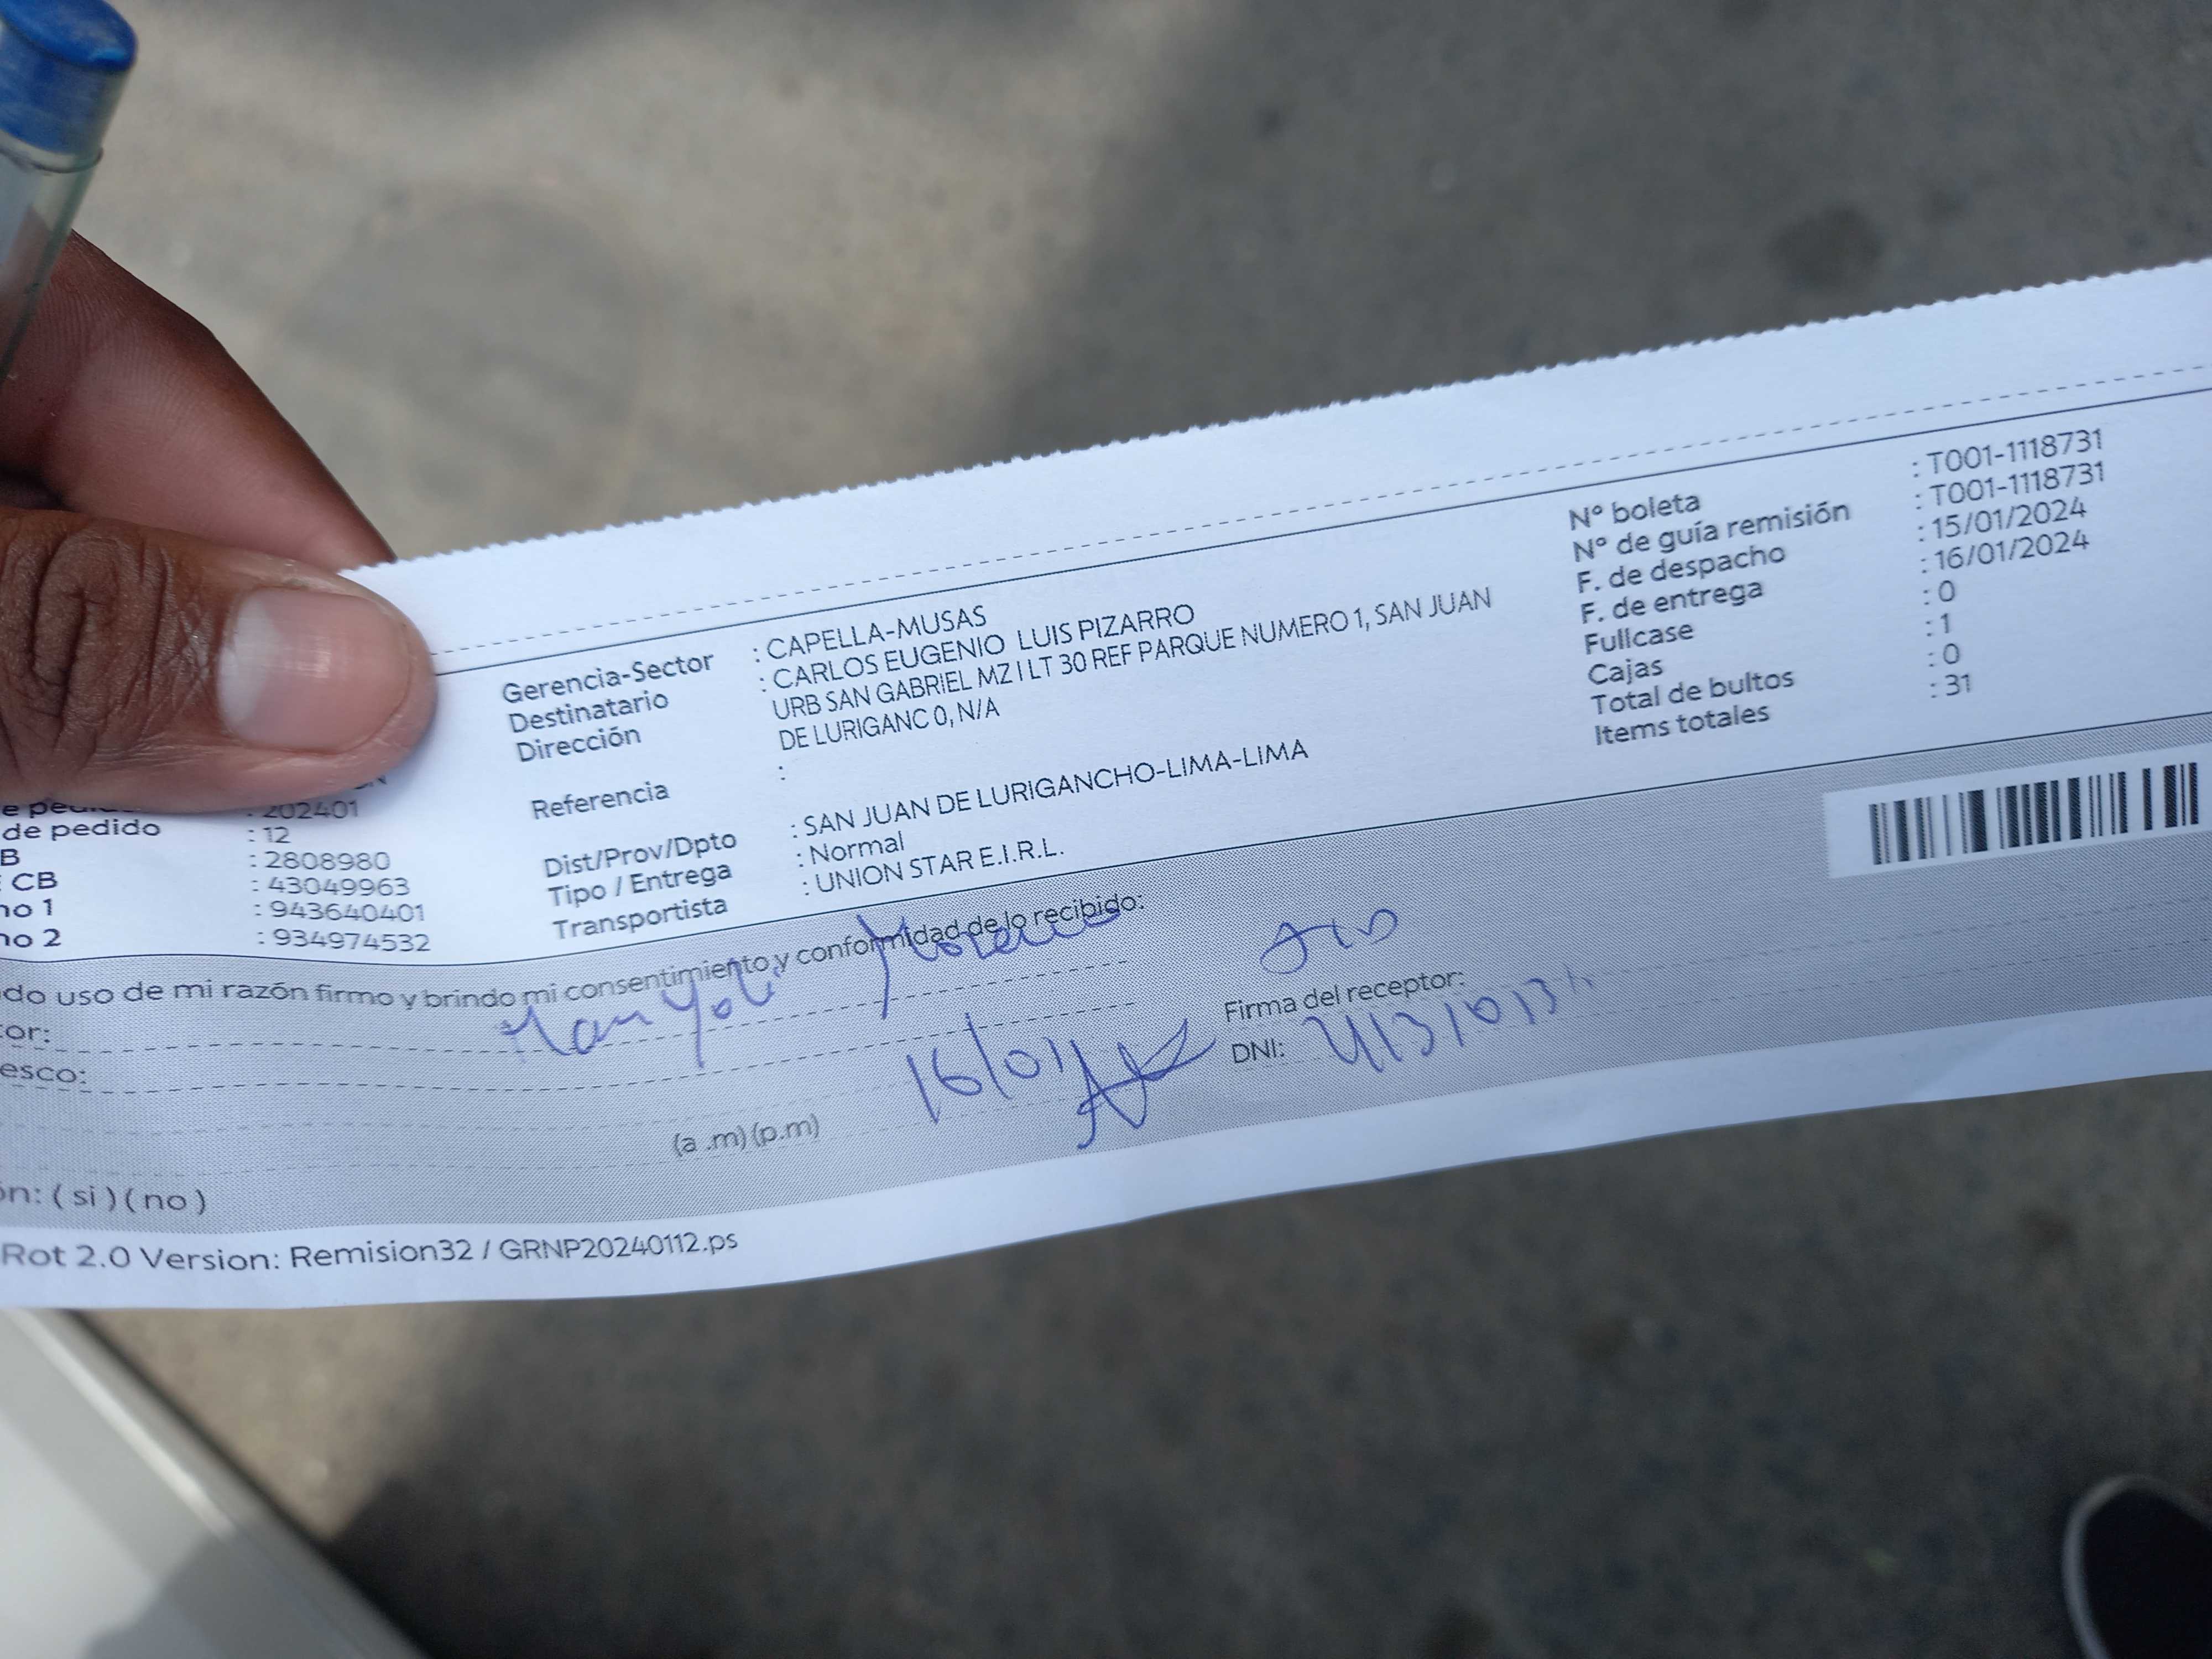 Gerencia-Sector : CAPELLA-MUSAS
Destinatario : CARLOS EUGENIO LUIS PIZARRO
Dirección : URB SAN GABRIEL MZ I LT 30 REF PARQUE NUMERO 1, SAN JUAN
DE LURIGANC 0, N/A
Referencia :
Dist/Prov/Dpto : SAN JUAN DE LURIGANCHO-LIMA-LIMA
Tipo / Entrega : Normal
Transportista : UNION STAR E.I.R.L.
Nº boleta : T001-1118731
Nº de guía remisión : T001-1118731
F. de despacho : 15/01/2024
F. de entrega : 16/01/2024
Fullcase : 0
Cajas : 1
Total de bultos : 0
Items totales : 31
: 202401
de pedido : 12
B : 2808980
CB : 43049963
no 1 : 943640401
no 2 : 934974532
do uso de mi razón firmo y brindo mi consentimiento y conformidad de lo recibido:
or:
esco:
Firma del receptor:
DNI:
16/01
(a .m) (p.m)
ón: ( si ) ( no )
Rot 2.0 Version: Remision32 / GRNP20240112.ps